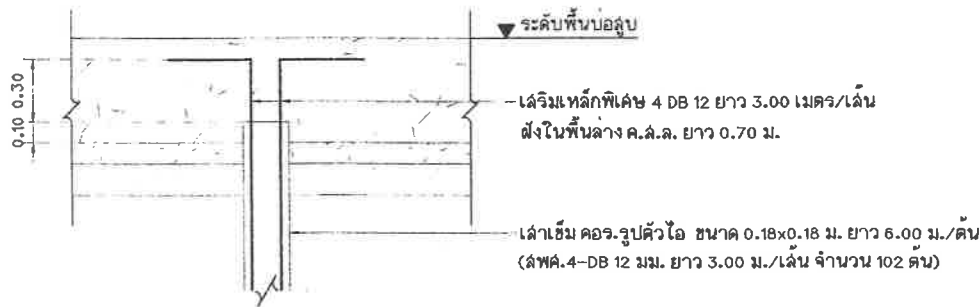 ระดับพื้นบ่อสูบ
0.10 0.30
เสริมเหล็กพิเศษ 4 DB 12 ยาว 3.00 เมตร/เส้น
ฝังในพื้นล่าง ค.ส.ล. ยาว 0.70 ม.
เสาเข็ม คอร.รูปตัวไอ ขนาด 0.18x0.18 ม. ยาว 6.00 ม./ต้น
(สพศ.4-DB 12 มม. ยาว 3.00 ม./เส้น จำนวน 102 ต้น)